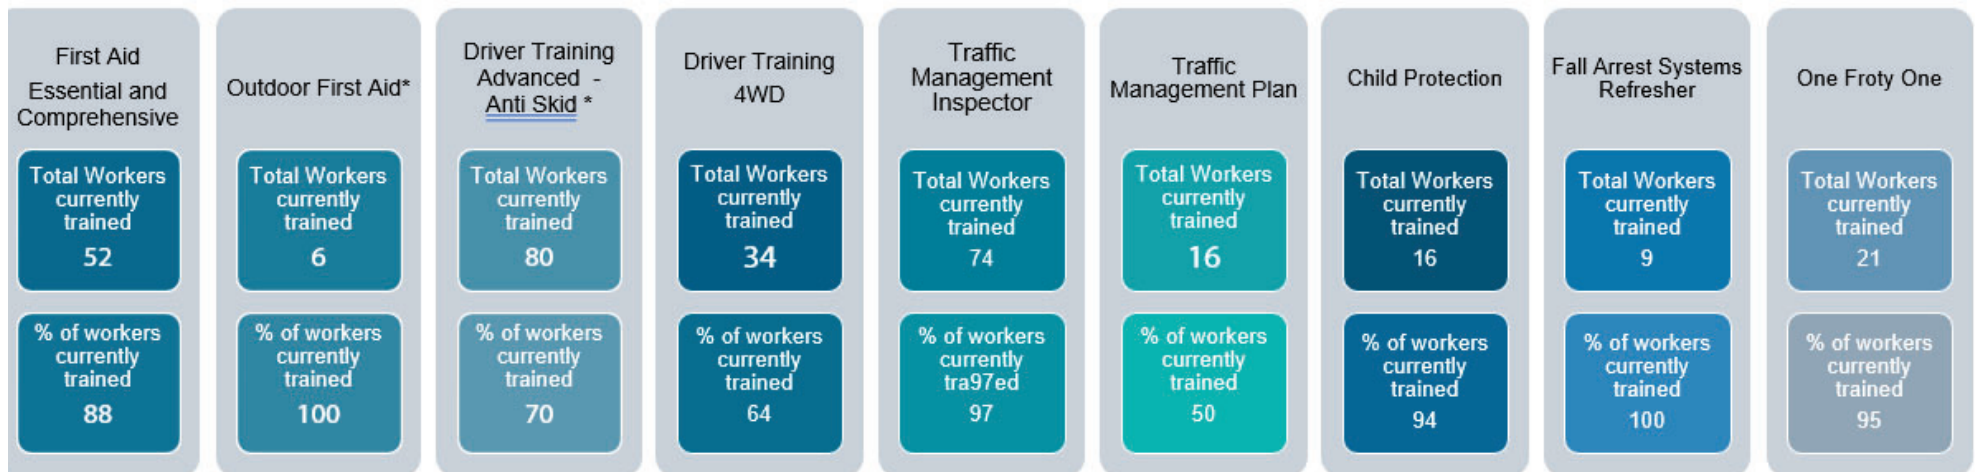 First Aid
Essential and
Comprehensive
Total Workers
currently
trained
52
% of workers
currently
trained
88
Outdoor First Aid*
Total Workers
currently
trained
6
% of workers
currently
trained
100
Driver Training
Advanced -
Anti Skid *
Total Workers
currently
trained
80
% of workers
currently
trained
70
Driver Training
4WD
Total Workers
currently
trained
34
% of workers
currently
trained
64
Traffic
Management
Inspector
Total Workers
currently
trained
74
% of workers
currently
tra97ed
97
Traffic
Management Plan
Total Workers
currently
trained
16
% of workers
currently
trained
50
Child Protection
Total Workers
currently
trained
16
% of workers
currently
trained
94
Fall Arrest Systems
Refresher
Total Workers
currently
trained
9
% of workers
currently
trained
100
One Froty One
Total Workers
currently
trained
21
% of workers
currently
trained
95